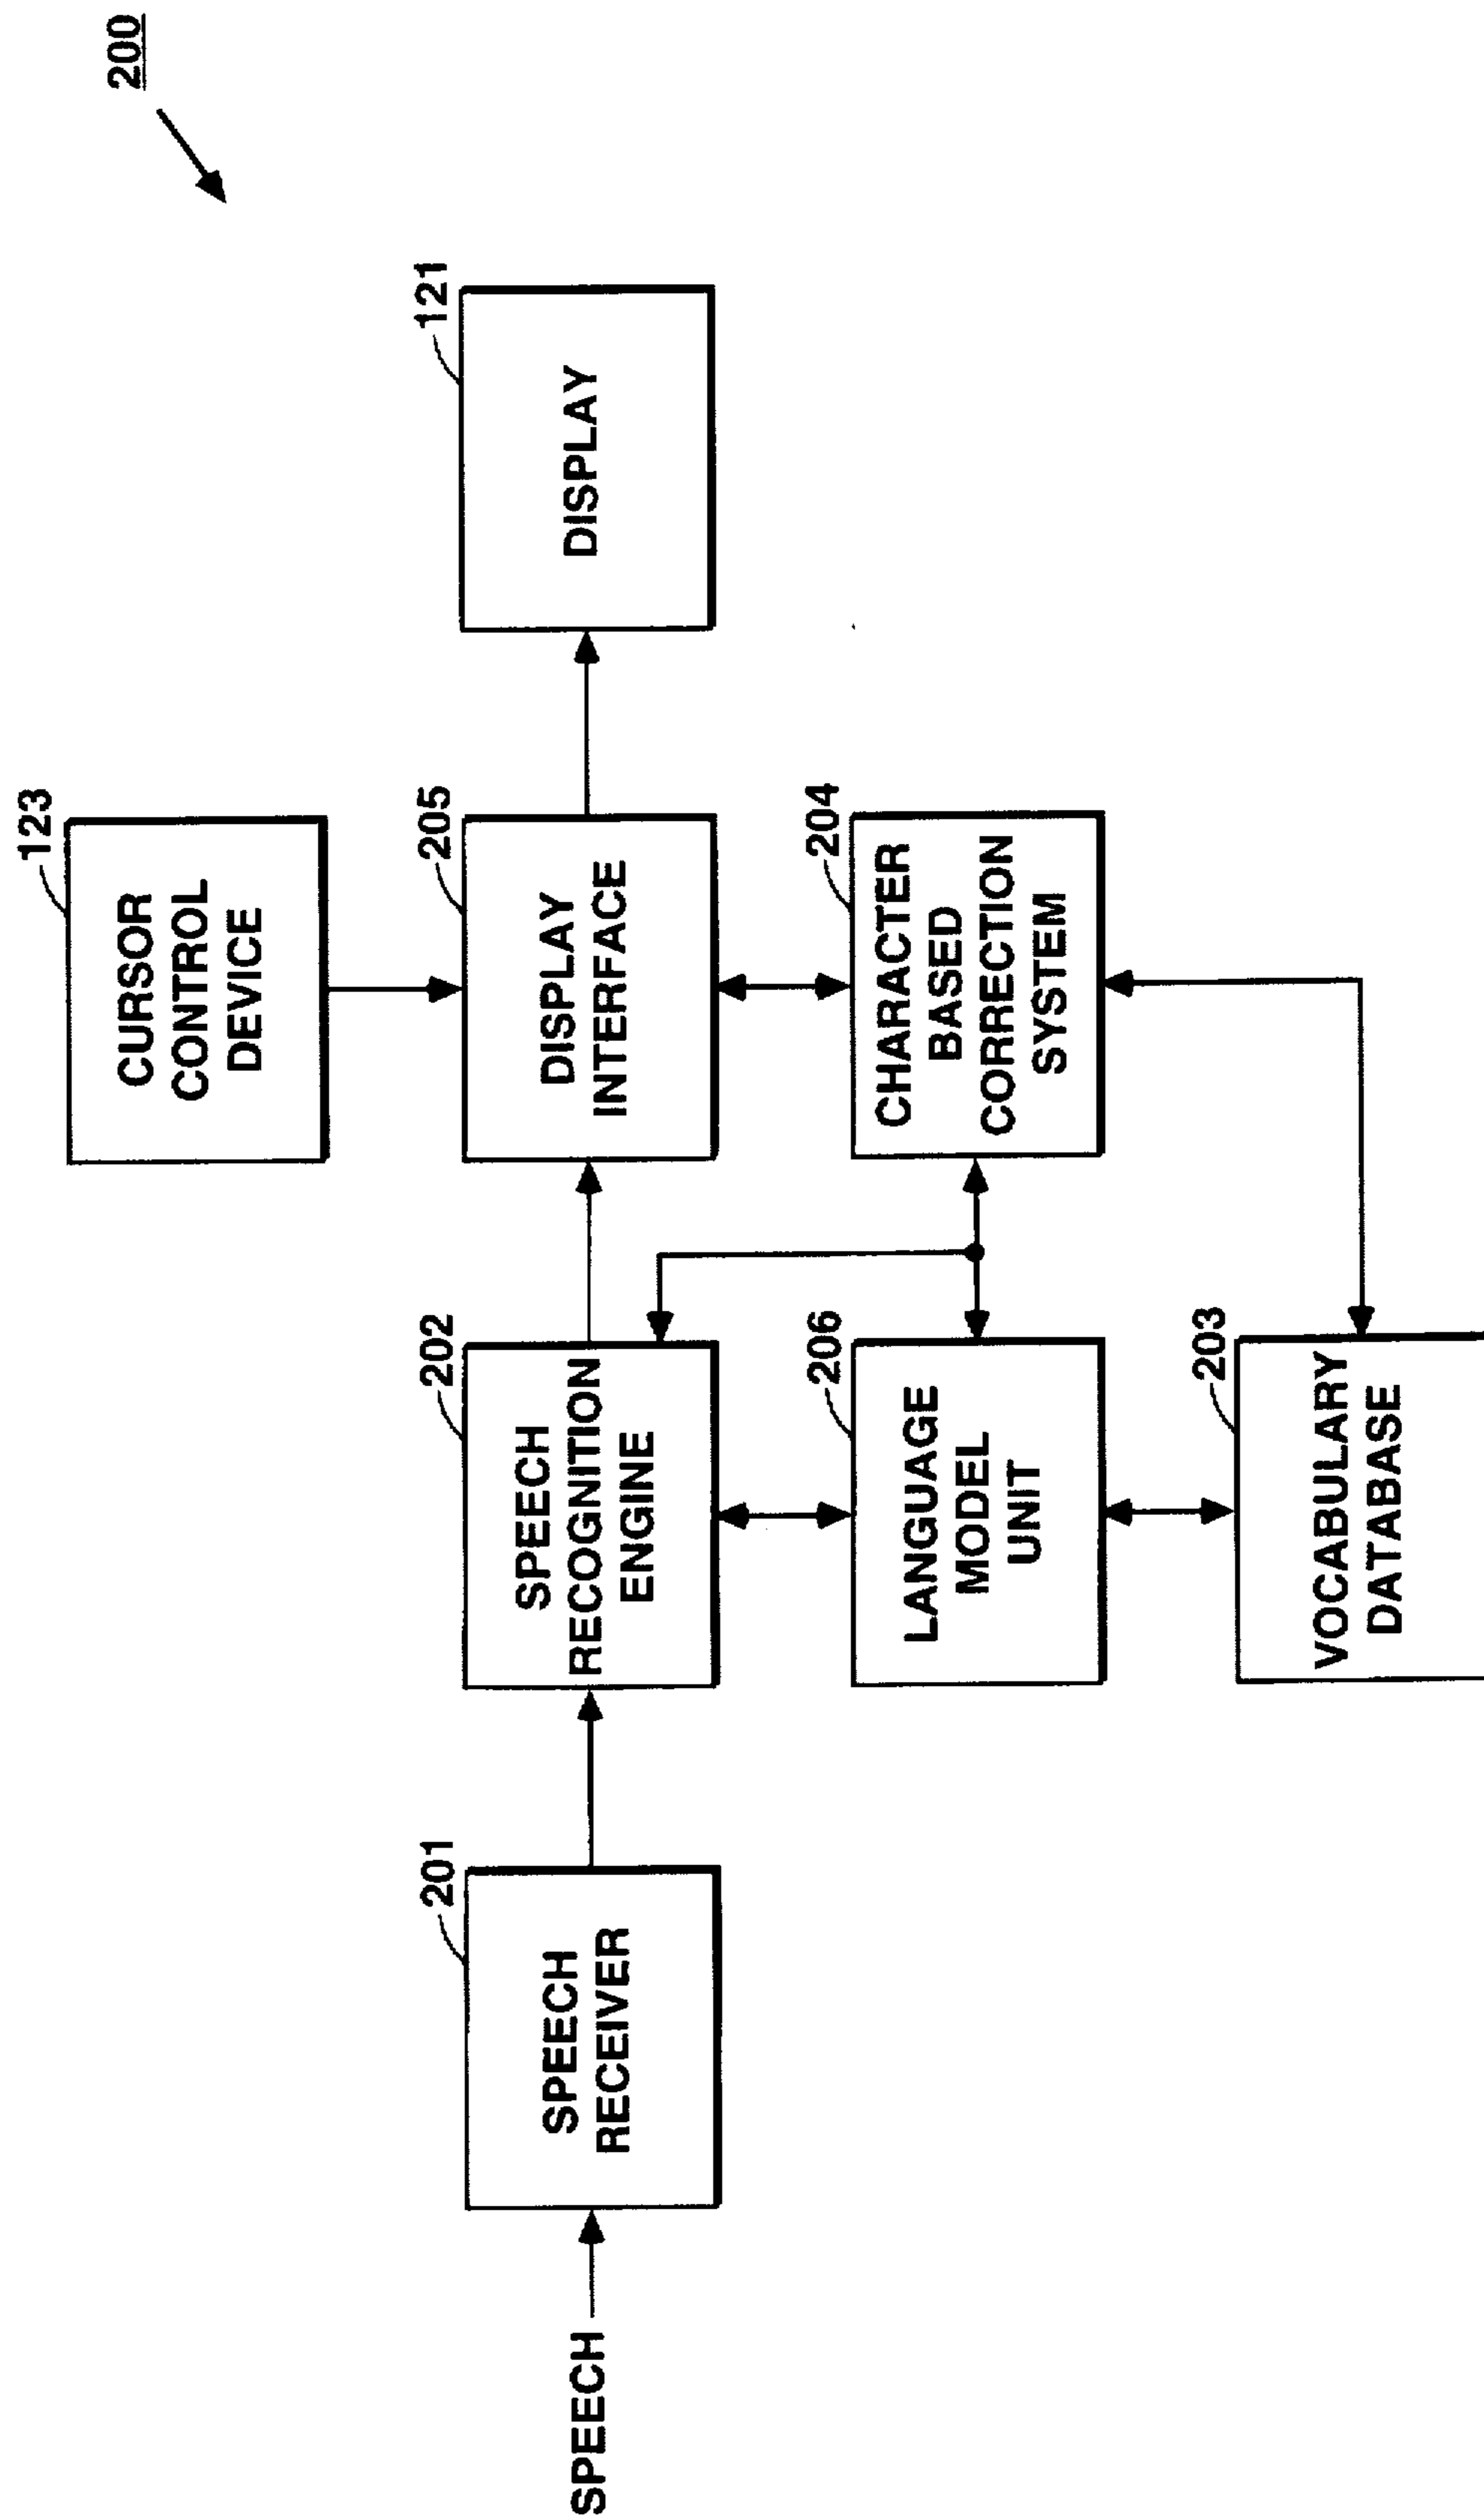 200
123
CURSOR
CONTROL
DEVICE
201
SPEECH
RECEIVER
202
SPEECH
RECOGNITION
ENGINE
205
DISPLAY
INTERFACE
121
DISPLAY
SPEECH
206
LANGUAGE
MODEL
UNIT
204
CHARACTER
BASED
CORRECTION
SYSTEM
203
VOCABULARY
DATABASE